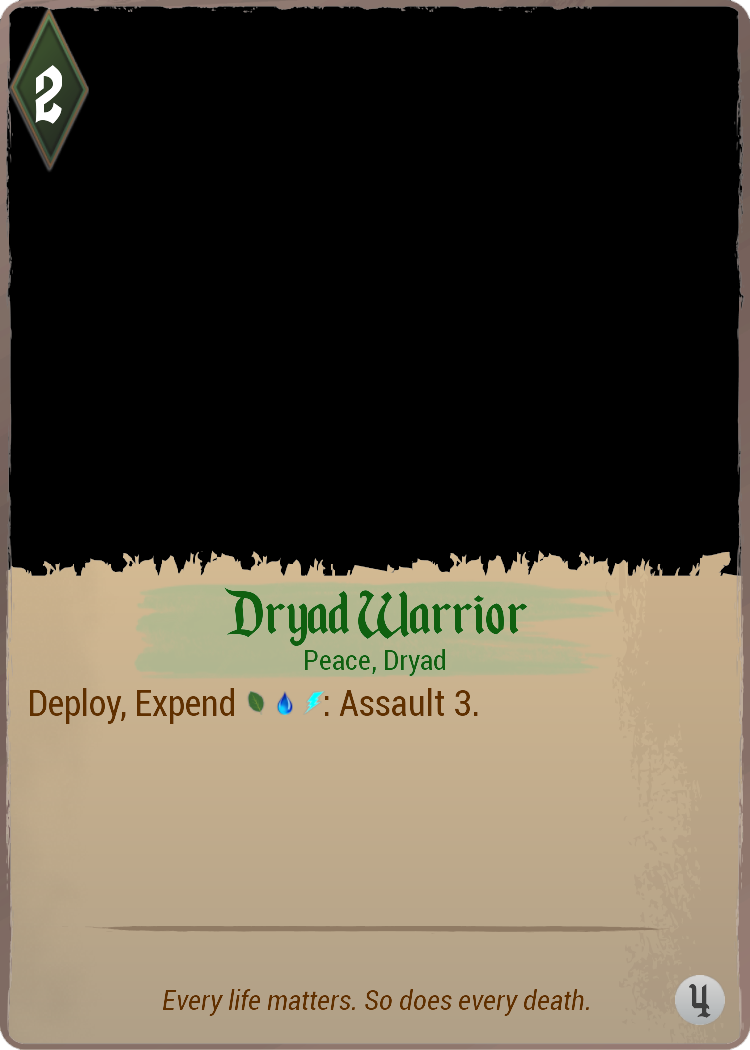 2
Dryad Warrior
Peace, Dryad
Deploy, Expend : Assault 3.
Every life matters. So does every death.
4